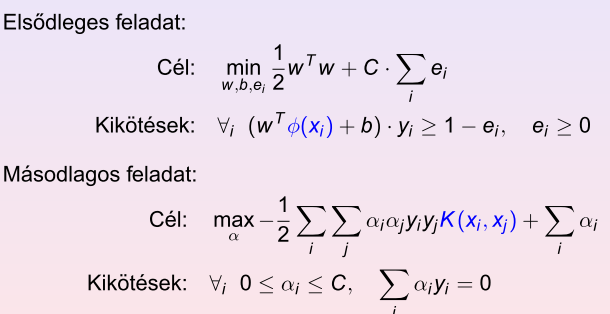 Elsődleges feladat:
Cél: min_{w,b,e_i} \frac{1}{2} w^T w + C · ∑_i e_i
Kikötések: ∀_i (w^T ϕ(x_i) + b) · y_i ≥ 1 − e_i, e_i ≥ 0
Másodlagos feladat:
Cél: max_α −\frac{1}{2} ∑_i ∑_j α_i α_j y_i y_j K(x_i, x_j) + ∑_i α_i
Kikötések: ∀_i 0 ≤ α_i ≤ C, ∑_i α_i y_i = 0